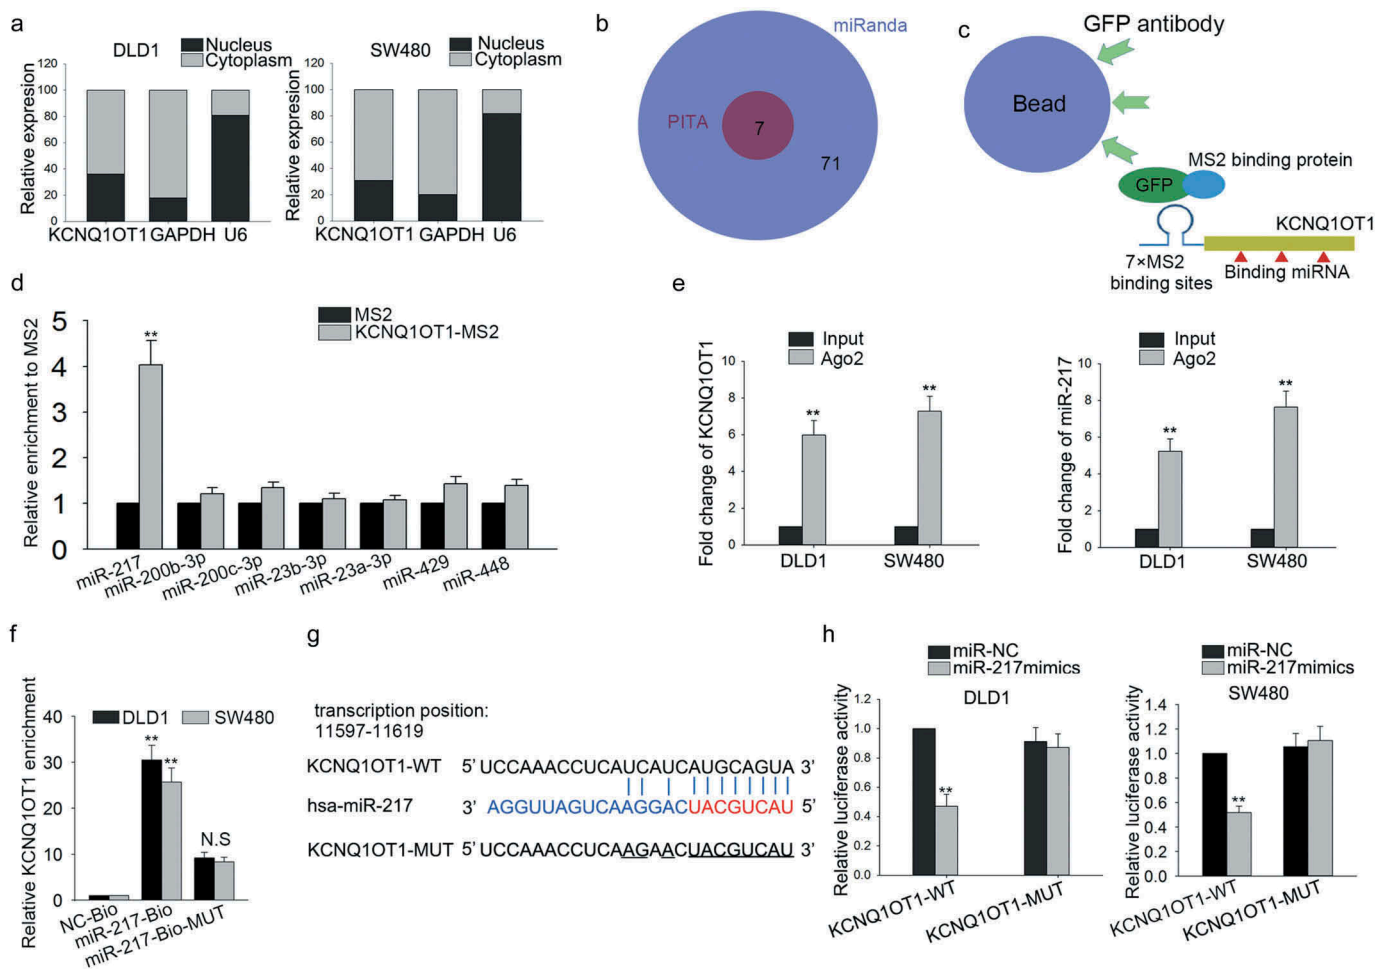 a
DLD1
Nucleus
Cytoplasm
Relative expresion
120
100
80
60
40
20
0
KCNQ1OT1 GAPDH U6
SW480
Nucleus
Cytoplasm
Relative expression
120
100
80
60
40
20
0
KCNQ1OT1 GAPDH U6
b
miRanda
PITA
7
71
c
GFP antibody
Bead
MS2 binding protein
GFP
KCNQ1OT1
7×MS2
binding sites
Binding miRNA
d
MS2
KCNQ1OT1-MS2
Relative enrichment to MS2
5
4
3
2
1
0
**
miR-217
miR-200b-3p
miR-200c-3p
miR-23b-3p
miR-23a-3p
miR-429
miR-448
e
Input
Ago2
Fold change of KCNQ1OT1
10
8
6
4
2
0
**
**
DLD1
SW480
Input
Ago2
Fold change of miR-217
10
8
6
4
2
0
**
**
DLD1
SW480
f
DLD1
SW480
Relative KCNQ1OT1 enrichment
40
30
20
10
0
**
**
N.S
NC-Bio
miR-217-Bio
miR-217-Bio-MUT
g
transcription position:
11597-11619
KCNQ1OT1-WT 5' UCCAAACCUCAUCAUCAUGCAGUA 3'
hsa-miR-217 3' AGGUUAGUCAAGGACUACGUCAU 5'
KCNQ1OT1-MUT 5' UCCAAACCUCAAGAACUACGUCAU 3'
h
miR-NC
miR-217mimics
DLD1
Relative luciferase activity
1.2
1.0
0.8
0.6
0.4
0.2
0.0
**
KCNQ1OT1-WT
KCNQ1OT1-MUT
miR-NC
miR-217mimics
SW480
Relative luciferase activity
1.4
1.2
1.0
0.8
0.6
0.4
0.2
0.0
**
KCNQ1OT1-WT
KCNQ1OT1-MUT